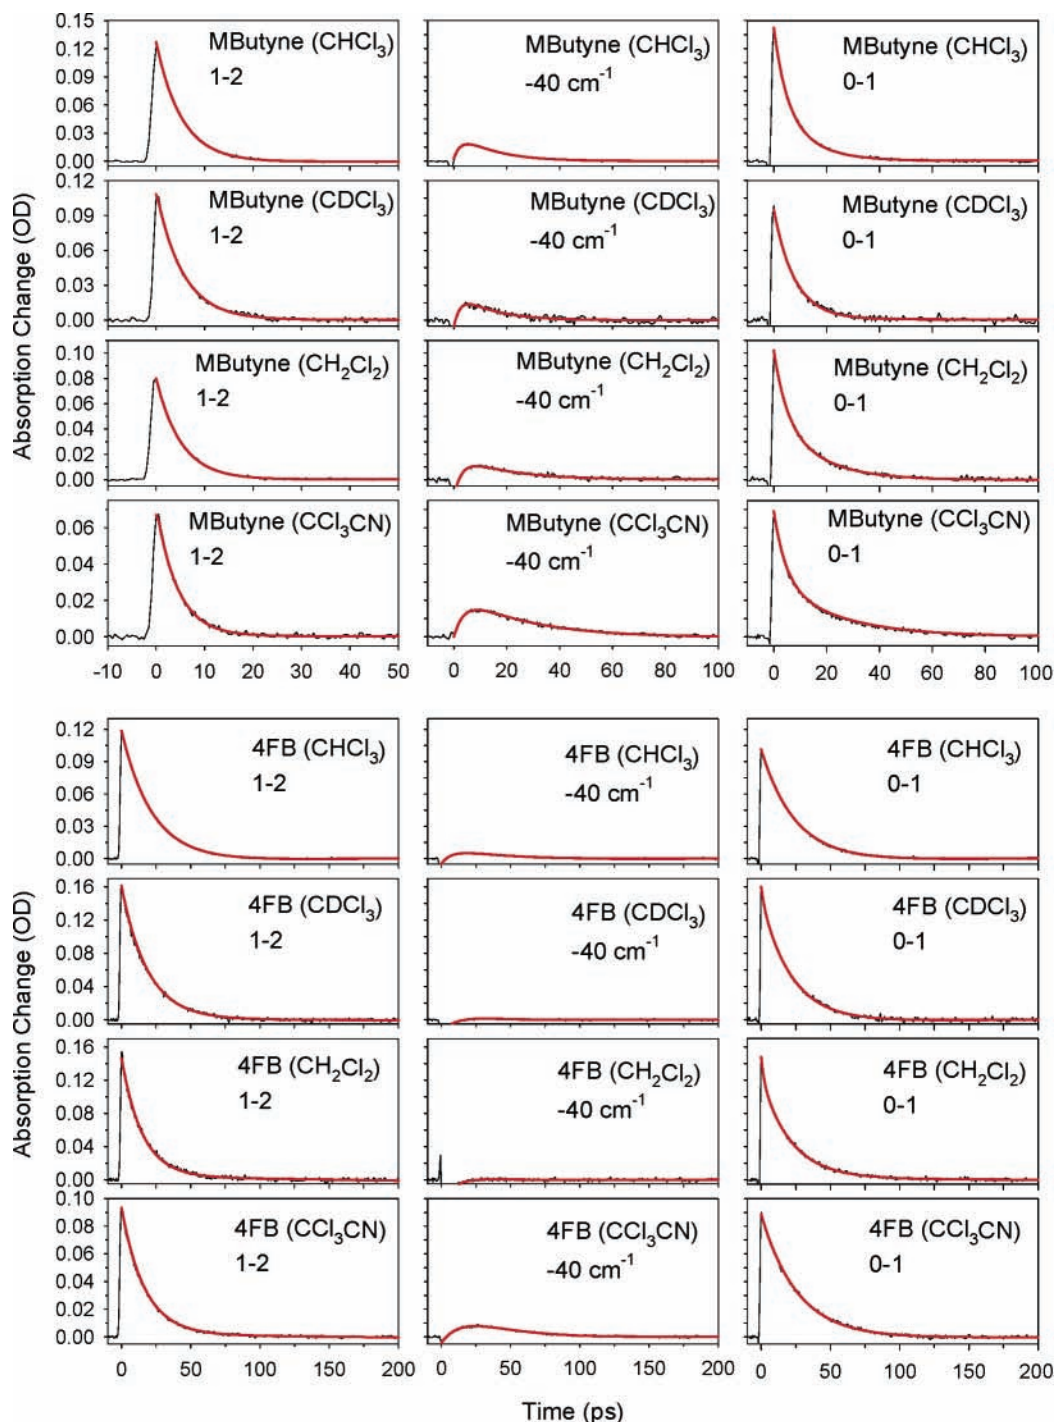 0.15
0.12
0.09
0.06
0.03
0.00
MButyne (CHCl3)
1-2
MButyne (CHCl3)
-40 cm-1
MButyne (CHCl3)
0-1
0.12
0.09
0.06
0.03
0.00
MButyne (CDCl3)
1-2
MButyne (CDCl3)
-40 cm-1
MButyne (CDCl3)
0-1
Absorption Change (OD)
0.10
0.08
0.06
0.04
0.02
0.00
MButyne (CH2Cl2)
1-2
MButyne (CH2Cl2)
-40 cm-1
MButyne (CH2Cl2)
0-1
0.06
0.04
0.02
0.00
MButyne (CCl3CN)
1-2
MButyne (CCl3CN)
-40 cm-1
MButyne (CCl3CN)
0-1
-10 0 10 20 30 40 50
0 20 40 60 80 100
0 20 40 60 80 100
0.12
0.09
0.06
0.03
0.00
4FB (CHCl3)
1-2
4FB (CHCl3)
-40 cm-1
4FB (CHCl3)
0-1
0.16
0.12
0.08
0.04
0.00
4FB (CDCl3)
1-2
4FB (CDCl3)
-40 cm-1
4FB (CDCl3)
0-1
Absorption Change (OD)
0.16
0.12
0.08
0.04
0.00
4FB (CH2Cl2)
1-2
4FB (CH2Cl2)
-40 cm-1
4FB (CH2Cl2)
0-1
0.10
0.08
0.06
0.04
0.02
0.00
4FB (CCl3CN)
1-2
4FB (CCl3CN)
-40 cm-1
4FB (CCl3CN)
0-1
0 25 50 75 100 150 200
0 50 100 150 200
0 25 50 75 100 150 200
Time (ps)